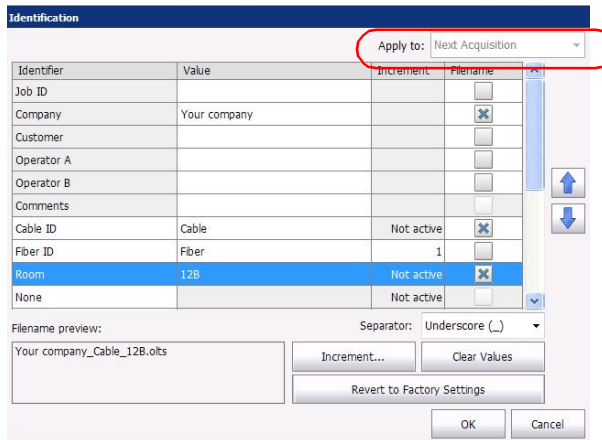 Identification
Apply to: Next Acquisition
Identifier Value Increment Filename
Job ID
Company Your company
Customer
Operator A
Operator B
Comments
Cable ID Cable Not active
Fiber ID Fiber 1
Room 12B Not active
None Not active
Filename preview: Separator: Underscore (_)
Your company_Cable_12B.olts
Increment... Clear Values
Revert to Factory Settings
OK Cancel